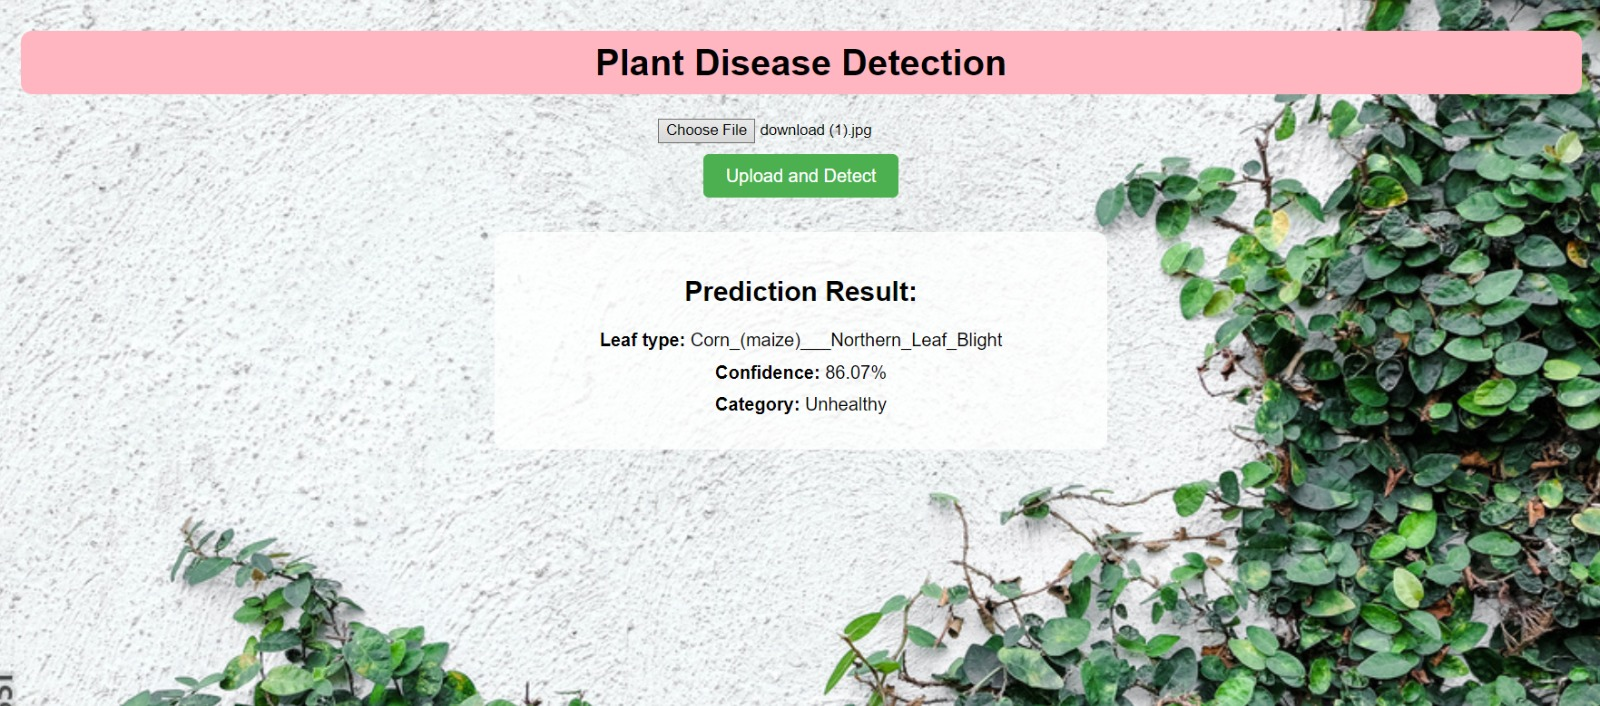 Plant Disease Detection
Choose File download (1).jpg
Upload and Detect
Prediction Result:
Leaf type: Corn_(maize)___Northern_Leaf_Blight
Confidence: 86.07%
Category: Unhealthy